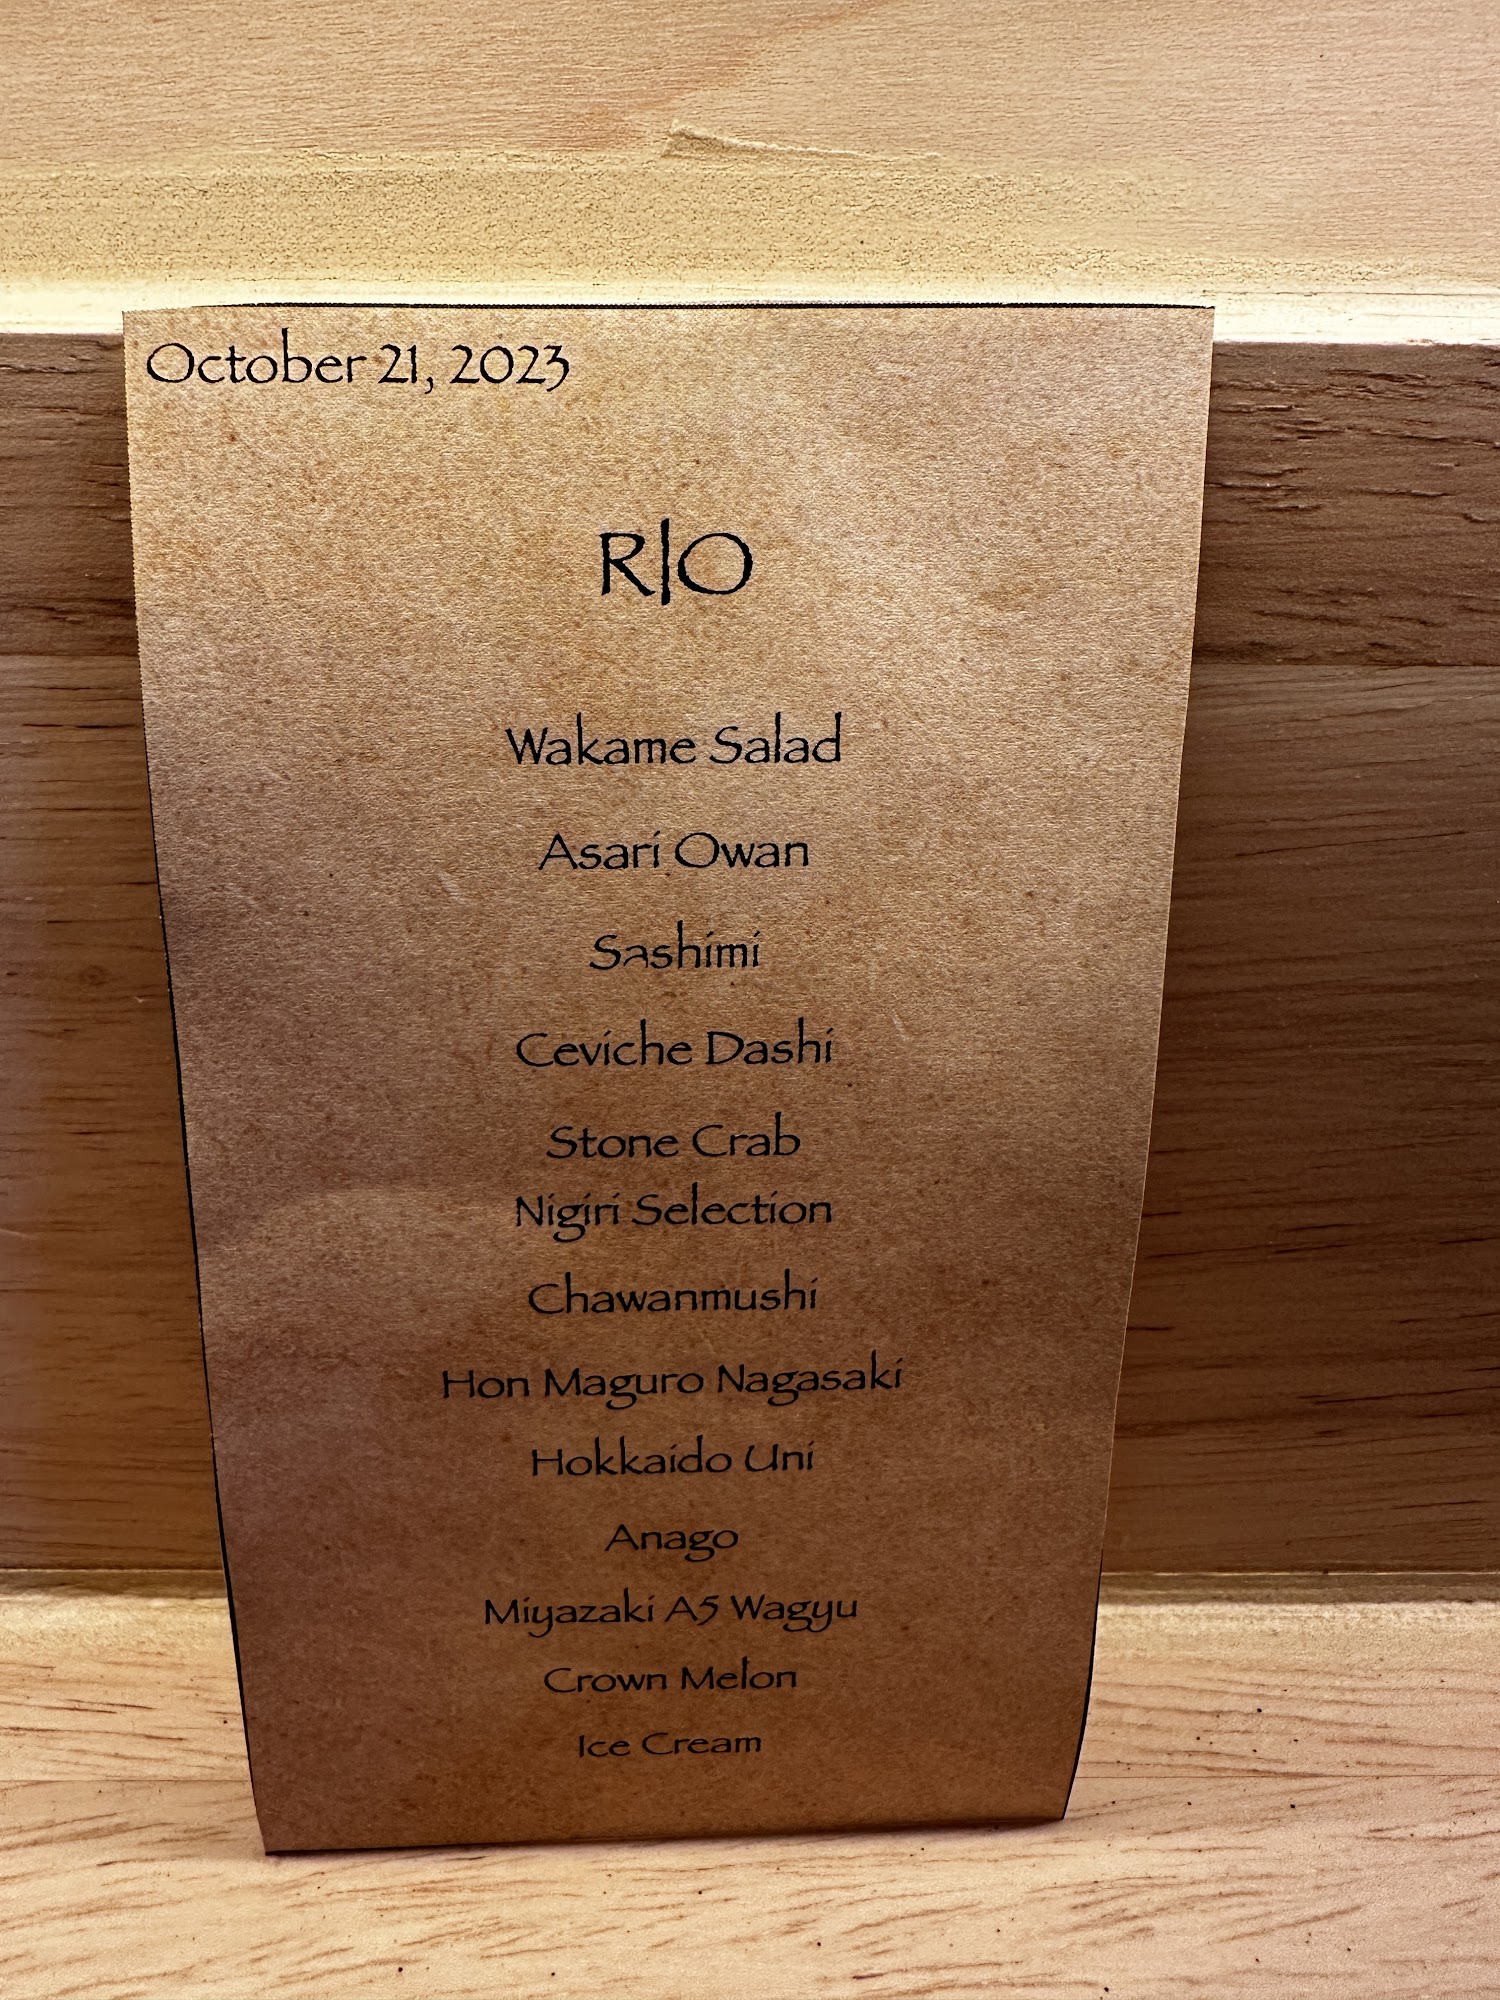 October 21, 2023
R|O
Wakame Salad
Asari Owan
Sashimi
Ceviche Dashi
Stone Crab
Nigiri Selection
Chawanmushi
Hon Maguro Nagasaki
Hokkaido Uni
Anago
Miyazaki A5 Wagyu
Crown Melon
Ice Cream